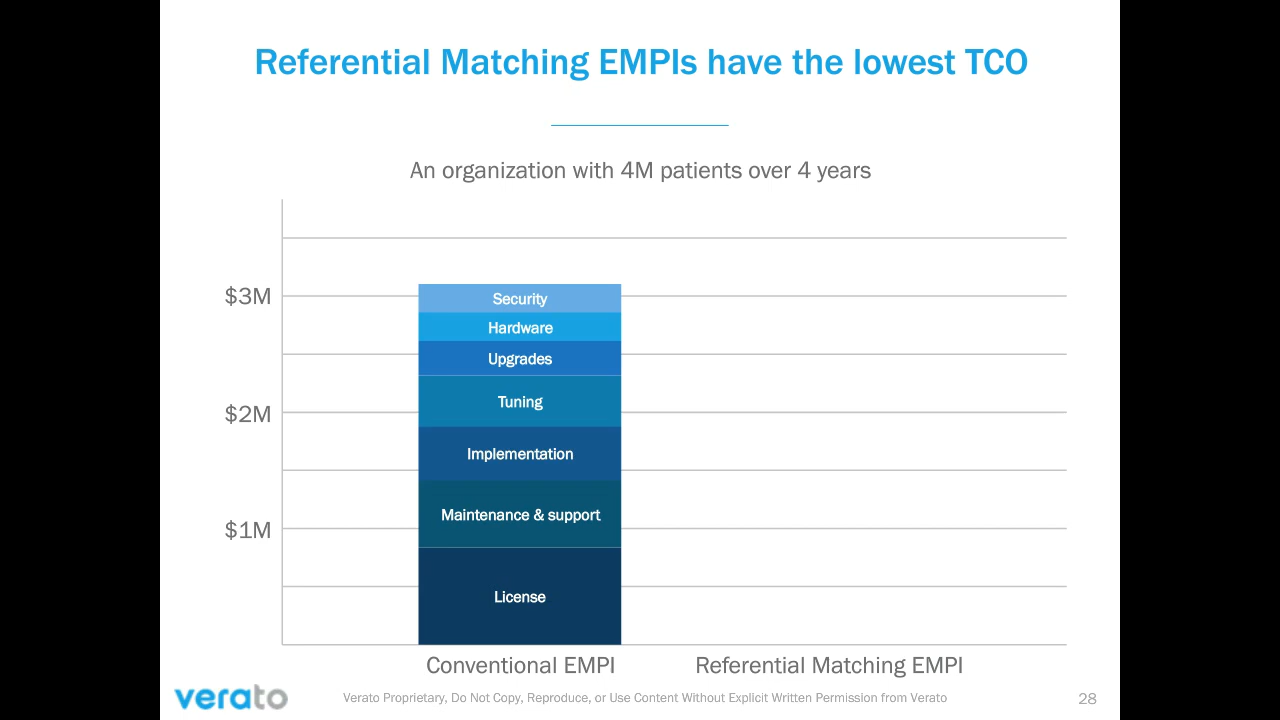 Referential Matching EMPIs have the lowest TCO
An organization with 4M patients over 4 years
$3M
$2M
$1M
Security
Hardware
Upgrades
Tuning
Implementation
Maintenance & support
License
Conventional EMPI
Referential Matching EMPI
verato
Verato Proprietary, Do Not Copy, Reproduce, or Use Content Without Explicit Written Permission from Verato
28